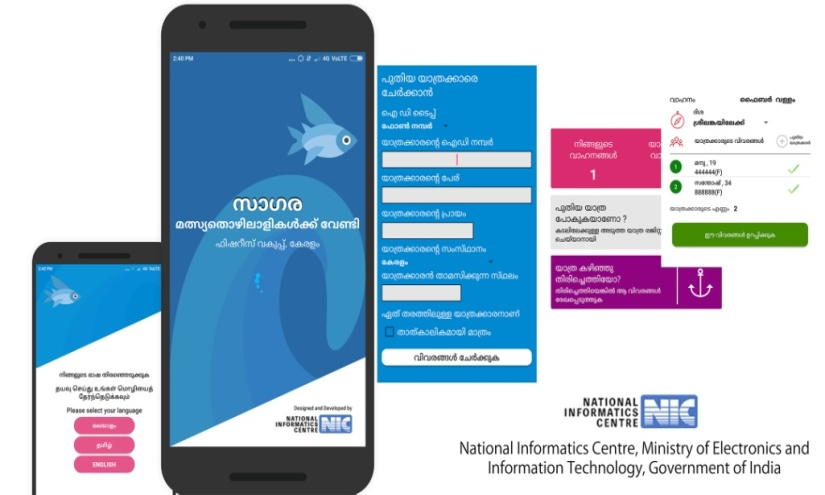 2:40 PM
4G VoLTE
സാഗര
മത്സ്യതൊഴിലാളികൾക്ക് വേണ്ടി
ഫിഷറീസ് വകുപ്പ്, കേരളം
Designed and Developed by
NATIONAL
INFORMATICS
CENTRE
NIC
2:40 PM
4G VoLTE
നിങ്ങളുടെ ഭാഷ തിരഞ്ഞെടുക്കുക
தயவு செய்து உங்கள் மொழியைத்
தேர்ந்தெடுக்கவும்
Please select your language
മലയാളം
தமிழ்
ENGLISH
പുതിയ യാത്രക്കാരെ
ചേർക്കാൻ
ഐ ഡി ടൈപ്പ്
ഫോൺ നമ്പർ
യാത്രക്കാരന്റെ ഐഡി നമ്പർ
യാത്രക്കാരന്റെ പേര്
യാത്രക്കാരന്റെ പ്രായം
യാത്രക്കാരന്റെ സംസ്ഥാനം
കേരളം
യാത്രക്കാരൻ താമസിക്കുന്ന സ്ഥലം
ഏത് തരത്തിലുള്ള യാത്രക്കാരനാണ്
താത്കാലികമായി മാത്രം
വിവരങ്ങൾ ചേർക്കുക
നിങ്ങളുടെ
വാഹനങ്ങൾ
1
യാ
പുതിയ യാത്ര
പോകുകയാണോ ?
കടലിലേക്കുള്ള അടുത്ത യാത്ര രജിസ്റ്റ
ചെയ്യാനായി
യാത്ര കഴിഞ്ഞു
തിരിച്ചെത്തിയോ?
തിരിച്ചെത്തിയെങ്കിൽ ആ വിവരങ്ങൾ
രേഖപ്പെടുത്തുക
വാഹനം ഫൈബർ വള്ളം
ദിശ
ശ്രീലങ്കയിലേക്ക്
യാത്രക്കാരുടെ വിവരങ്ങൾ
പുതിയ
യാത്രക്കാർ
1 മനു , 19
444444(F)
2 സന്തോഷ് , 34
888888(F)
യാത്രക്കാരുടെ എണ്ണം 2
ഈ വിവരങ്ങൾ ഉറപ്പിക്കുക
NATIONAL
INFORMATICS
CENTRE
NIC
National Informatics Centre, Ministry of Electronics and
Information Technology, Government of India